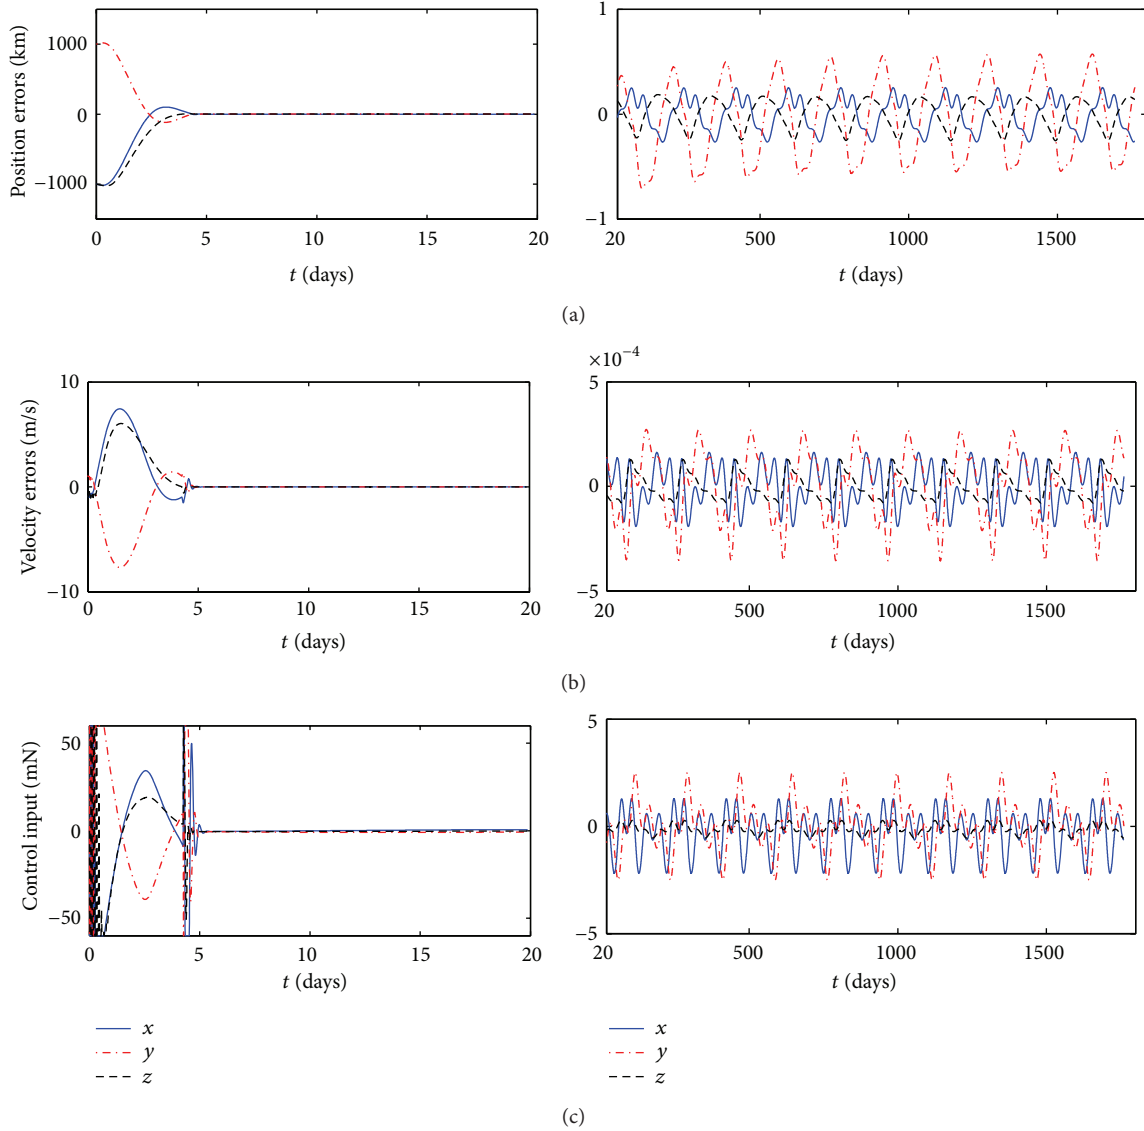 Position errors (km)
1000
0
−1000
0
5
10
15
20
t (days)
1
0
−1
20
500
1000
1500
t (days)
(a)
Velocity errors (m/s)
10
0
−10
0
5
10
15
20
t (days)
×10−4
5
0
−5
20
500
1000
1500
t (days)
(b)
Control input (mN)
50
0
−50
0
5
10
15
20
t (days)
5
0
−5
20
500
1000
1500
t (days)
x
y
z
x
y
z
(c)